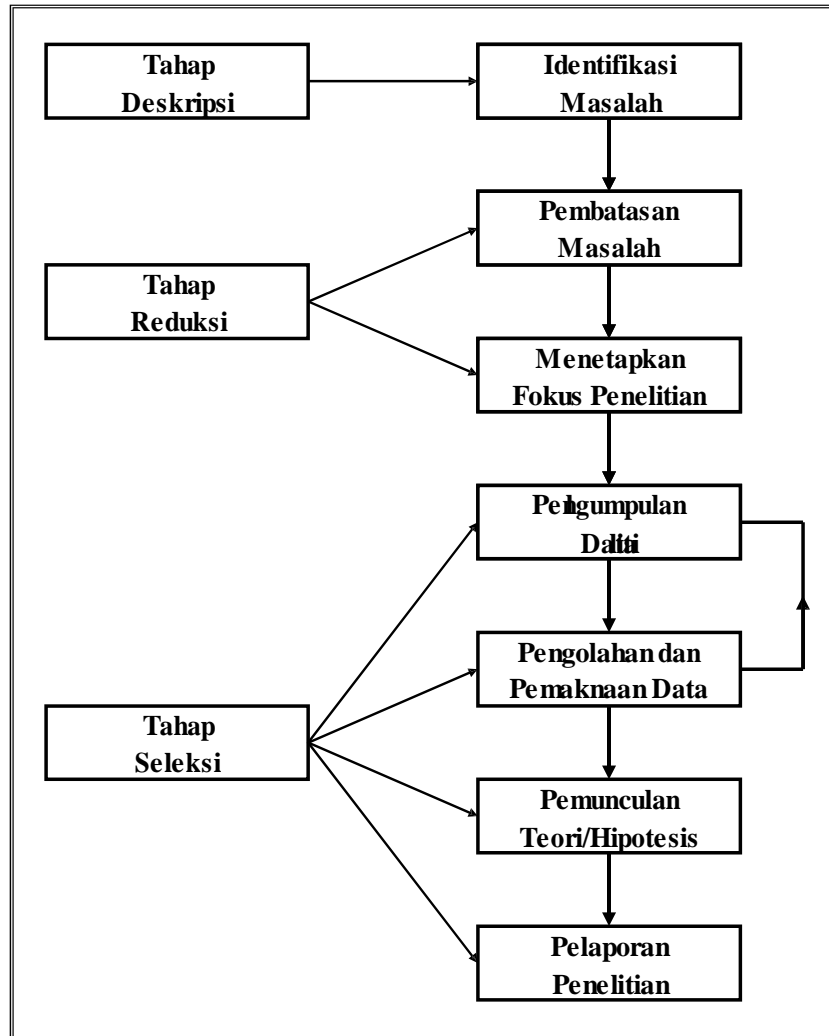 Tahap
Deskripsi
Identifikasi
Masalah
Pembatasan
Masalah
Tahap
Reduksi
Menetapkan
Fokus Penelitian
Pengumpulan
Pengolahan dan
Pemaknaan Data
Tahap
Seleksi
Pemunculan
Teori/Hipotesis
Pelaporan
Penelitian